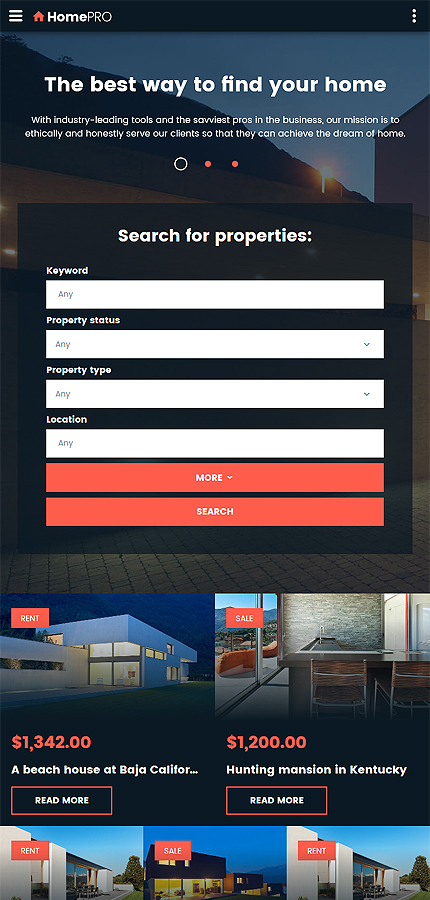 HomePRO
The best way to find your home
With industry-leading tools and the savviest pros in the business, our mission is to
ethically and honestly serve our clients so that they can achieve the dream of home.
Search for properties:
Keyword
Any
Property status
Any
Property type
Any
Location
Any
MORE
SEARCH
RENT
SALE
$1,342.00
$1,200.00
A beach house at Baja Califor...
Hunting mansion in Kentucky
READ MORE
READ MORE
RENT
SALE
RENT